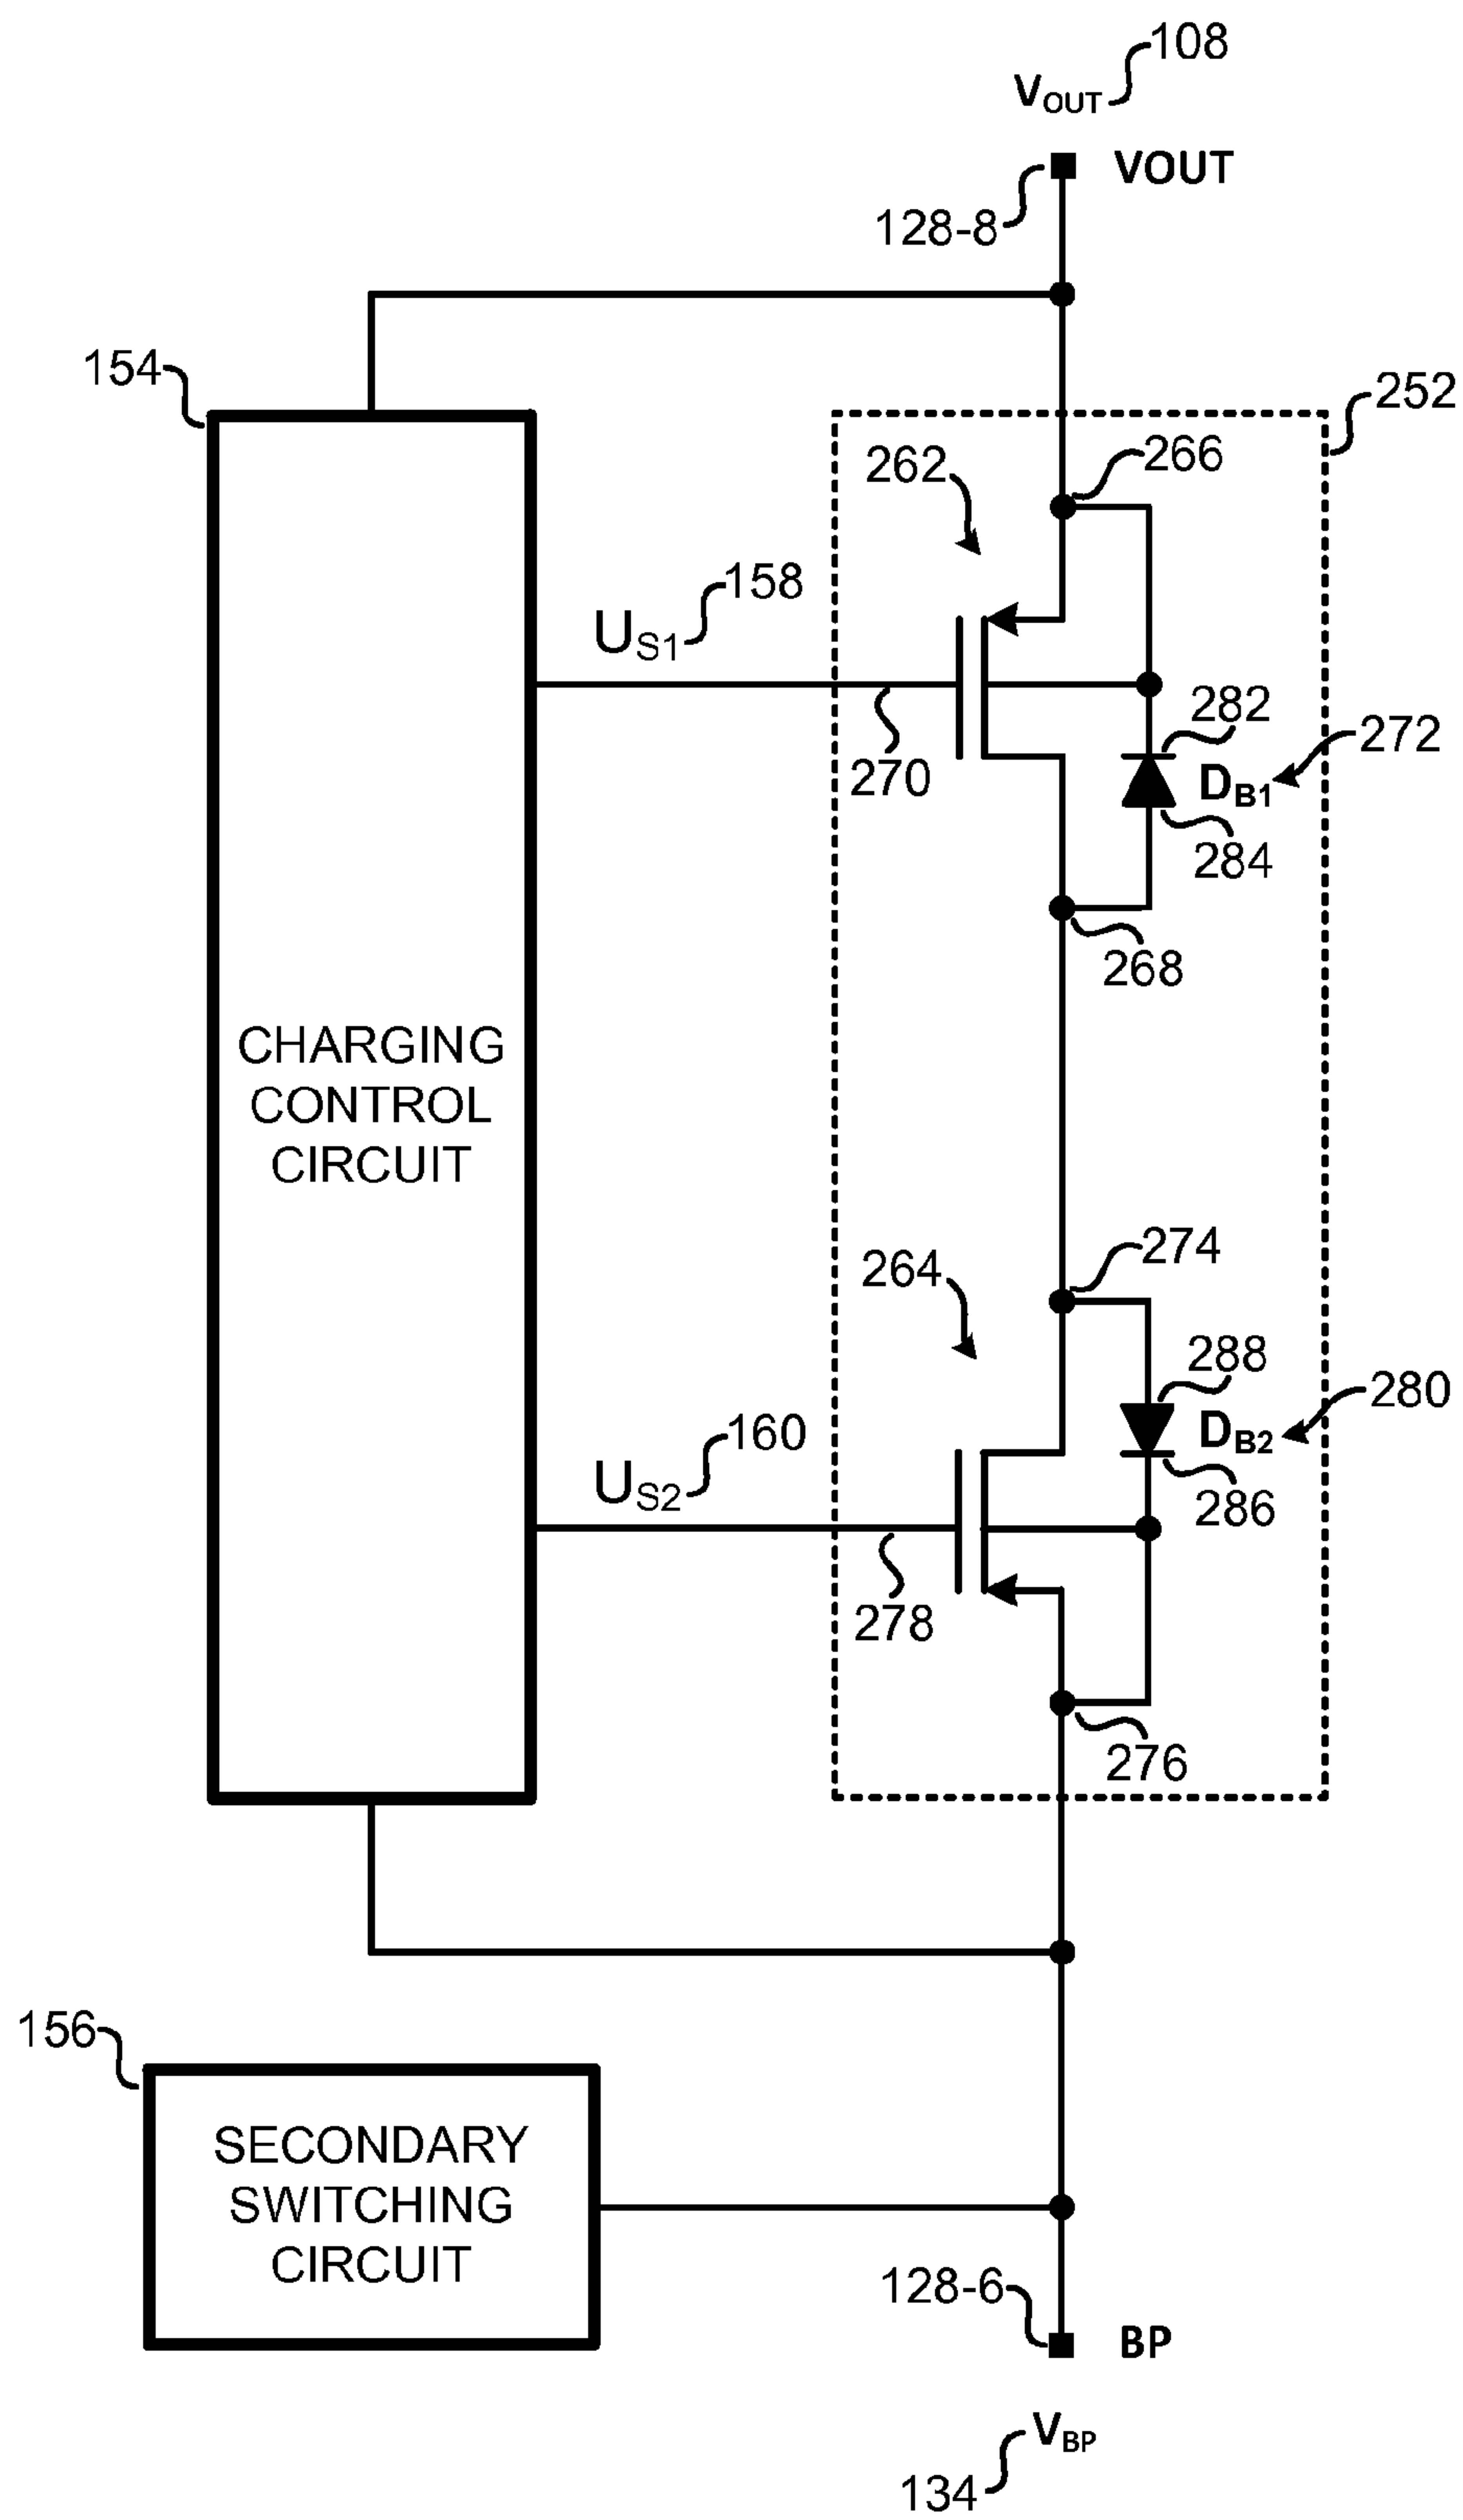 108
VOUT
VOUT
128-8
154
252
262
266
US1
158
282
DB1
272
270
284
268
CHARGING
CONTROL
CIRCUIT
274
264
288
280
160
DB2
US2
286
278
276
156
SECONDARY
SWITCHING
CIRCUIT
128-6
BP
VBP
134